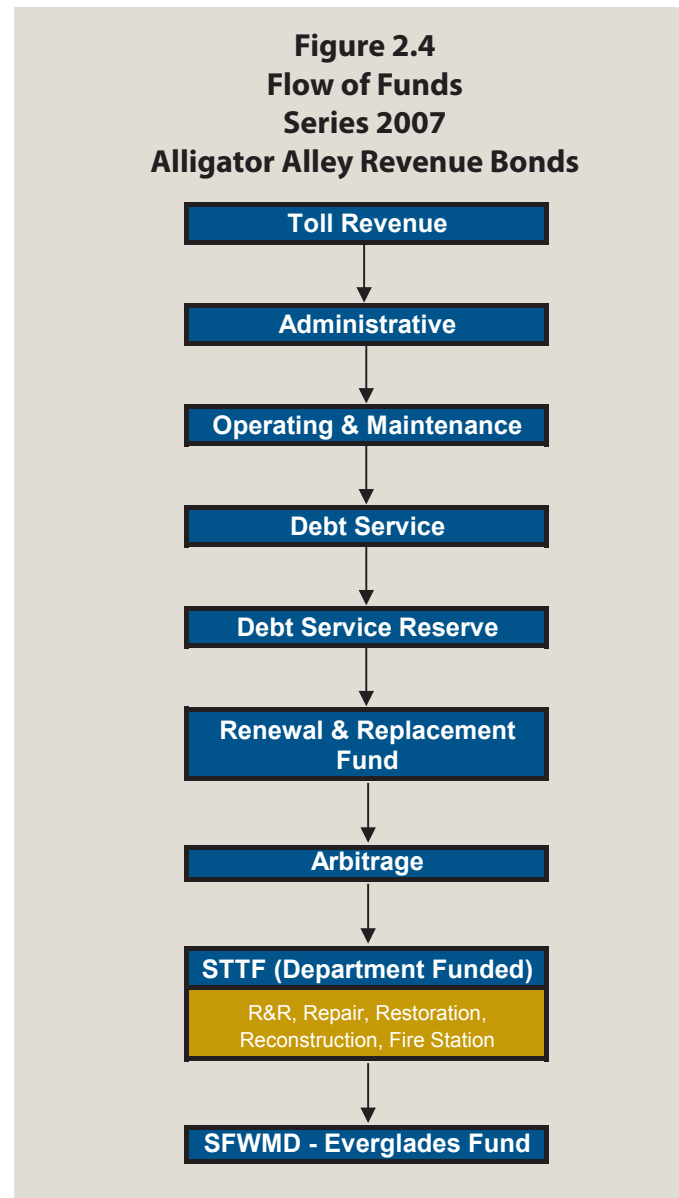 Figure 2.4
Flow of Funds
Series 2007
Alligator Alley Revenue Bonds
Toll Revenue
Administrative
Operating & Maintenance
Debt Service
Debt Service Reserve
Renewal & Replacement
Fund
Arbitrage
STTF (Department Funded)
R&R, Repair, Restoration,
Reconstruction, Fire Station
SFWMD - Everglades Fund